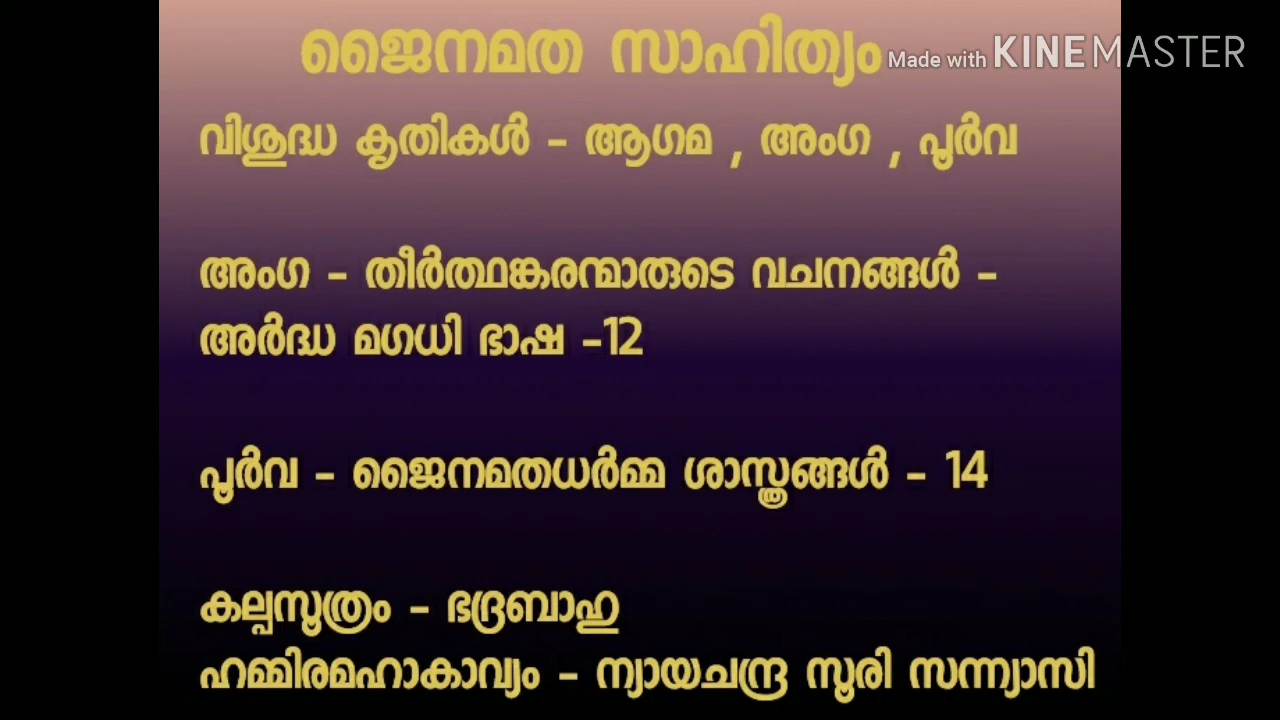 ജൈനമത സാഹിത്യം
Made with KINEMASTER
വിശുദ്ധ കൃതികൾ - ആഗമ , അംഗ , പൂർവ
അംഗ - തീർത്ഥങ്കരന്മാരുടെ വചനങ്ങൾ -
അർദ്ധ മഗധി ഭാഷ -12
പൂർവ - ജൈനമതധർമ്മ ശാസ്ത്രങ്ങൾ - 14
കല്പസൂത്രം - ഭദ്രബാഹു
ഹമ്മിരമഹാകാവ്യം - ന്യായചന്ദ്ര സൂരി സന്ന്യാസി